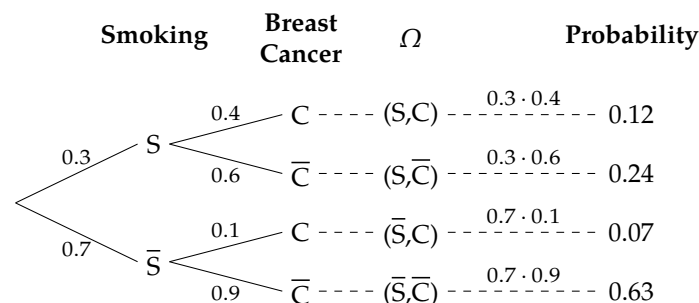 Smoking Breast Cancer Ω Probability
0.4 C (S,C) 0.3 · 0.4 0.12
0.3 S
0.6 C̅ (S,C̅) 0.3 · 0.6 0.24
0.1 C (S̅,C) 0.7 · 0.1 0.07
0.7 S̅
0.9 C̅ (S̅,C̅) 0.7 · 0.9 0.63